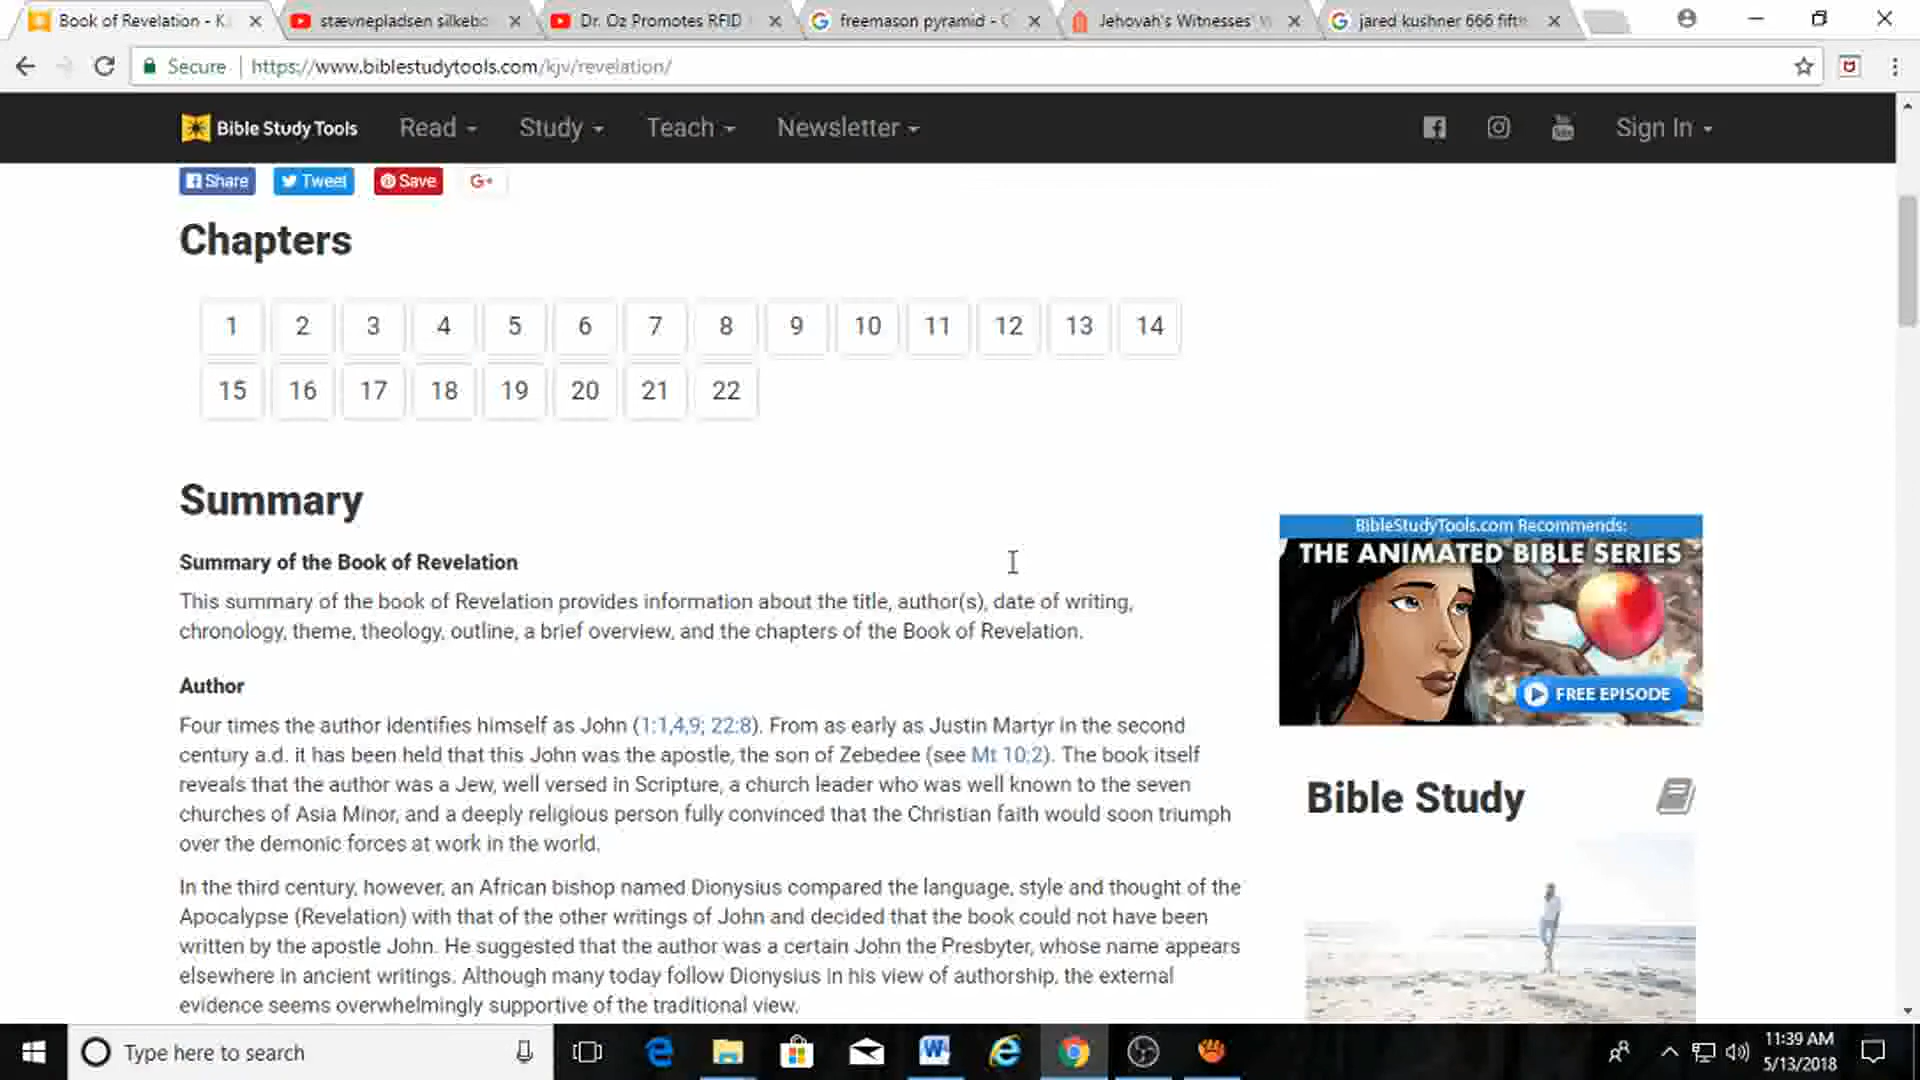 Book of Revelation - K
stævnepladsen silkebo
Dr. Oz Promotes RFID
freemason pyramid - G
Jehovah's Witnesses' W
jared kushner 666 fifth
Secure
https://www.biblestudytools.com/kjv/revelation/
Bible Study Tools
Read
Study
Teach
Newsletter
Sign In
Share
Tweet
Save
G+
Chapters
1 2 3 4 5 6 7 8 9 10 11 12 13 14
15 16 17 18 19 20 21 22
Summary
Summary of the Book of Revelation
This summary of the book of Revelation provides information about the title, author(s), date of writing,
chronology, theme, theology, outline, a brief overview, and the chapters of the Book of Revelation.
Author
Four times the author identifies himself as John (1:1,4,9; 22:8). From as early as Justin Martyr in the second
century a.d. it has been held that this John was the apostle, the son of Zebedee (see Mt 10:2). The book itself
reveals that the author was a Jew, well versed in Scripture, a church leader who was well known to the seven
churches of Asia Minor, and a deeply religious person fully convinced that the Christian faith would soon triumph
over the demonic forces at work in the world.
In the third century, however, an African bishop named Dionysius compared the language, style and thought of the
Apocalypse (Revelation) with that of the other writings of John and decided that the book could not have been
written by the apostle John. He suggested that the author was a certain John the Presbyter, whose name appears
elsewhere in ancient writings. Although many today follow Dionysius in his view of authorship, the external
evidence seems overwhelmingly supportive of the traditional view.
BibleStudyTools.com Recommends:
THE ANIMATED BIBLE SERIES
FREE EPISODE
Bible Study
Type here to search
11:39 AM
5/13/2018